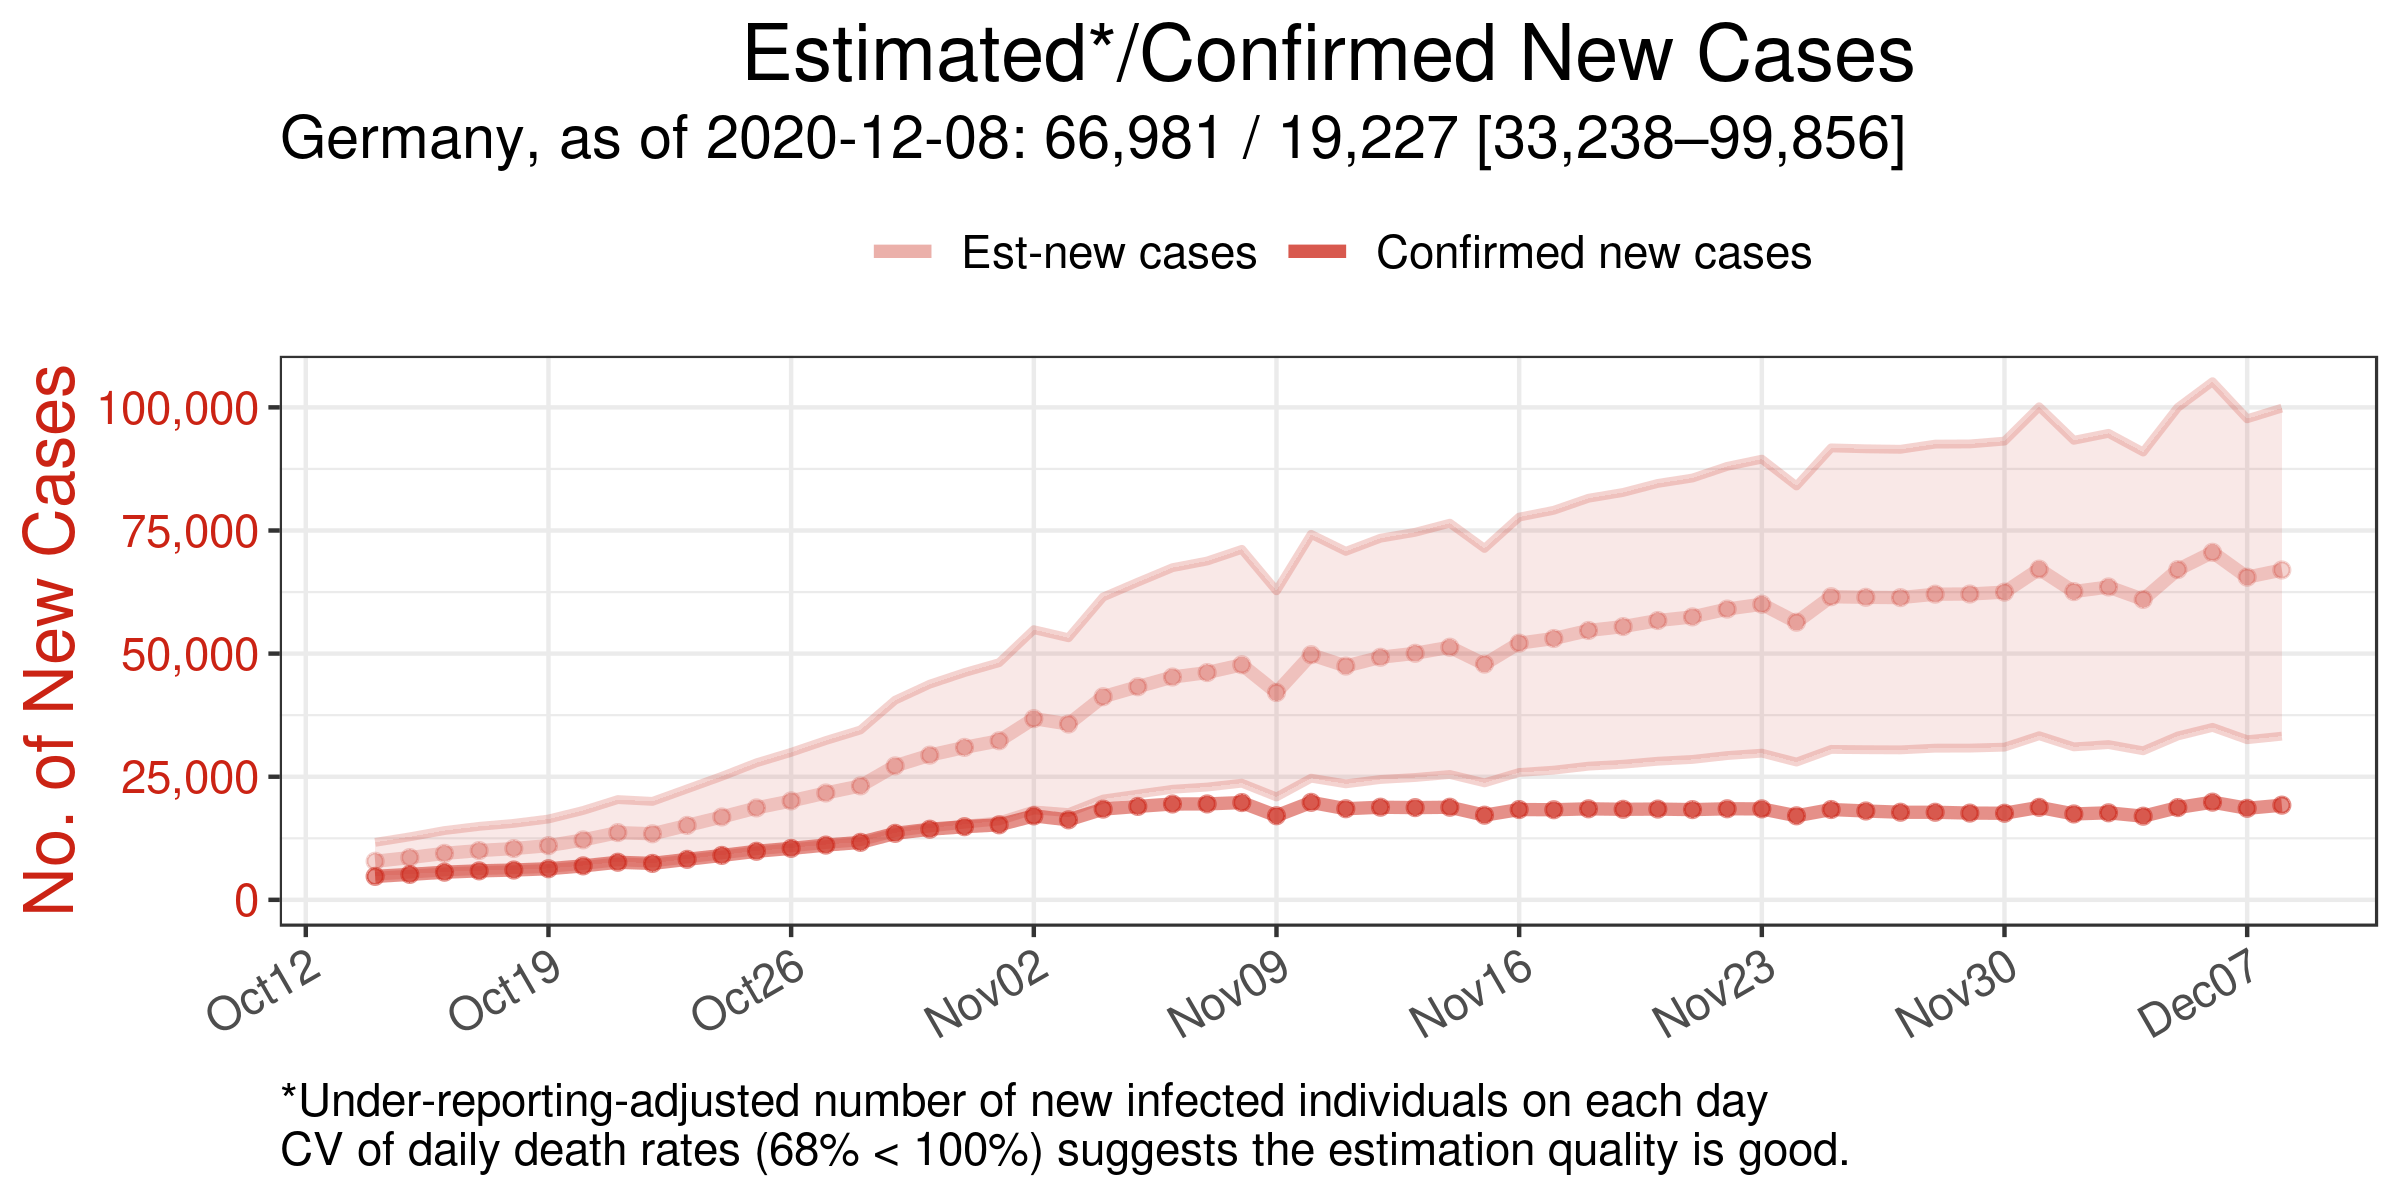 Estimated*/Confirmed New Cases
Germany, as of 2020-12-08: 66,981 / 19,227 [33,238–99,856]
Est-new cases Confirmed new cases
No. of New Cases
100,000
75,000
50,000
25,000
0
Oct12 Oct19 Oct26 Nov02 Nov09 Nov16 Nov23 Nov30 Dec07
*Under-reporting-adjusted number of new infected individuals on each day
CV of daily death rates (68% < 100%) suggests the estimation quality is good.